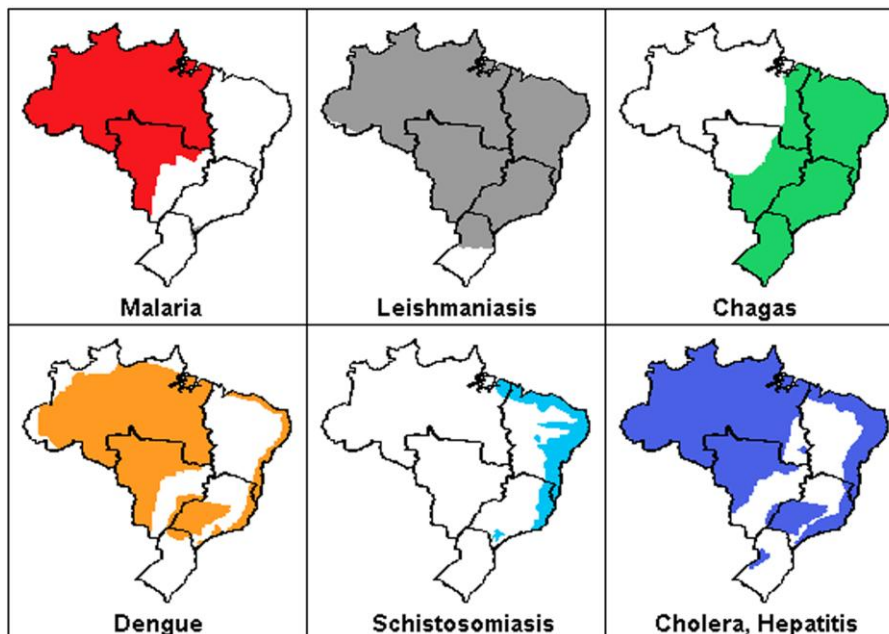 Malaria
Leishmaniasis
Chagas
Dengue
Schistosomiasis
Cholera, Hepatitis